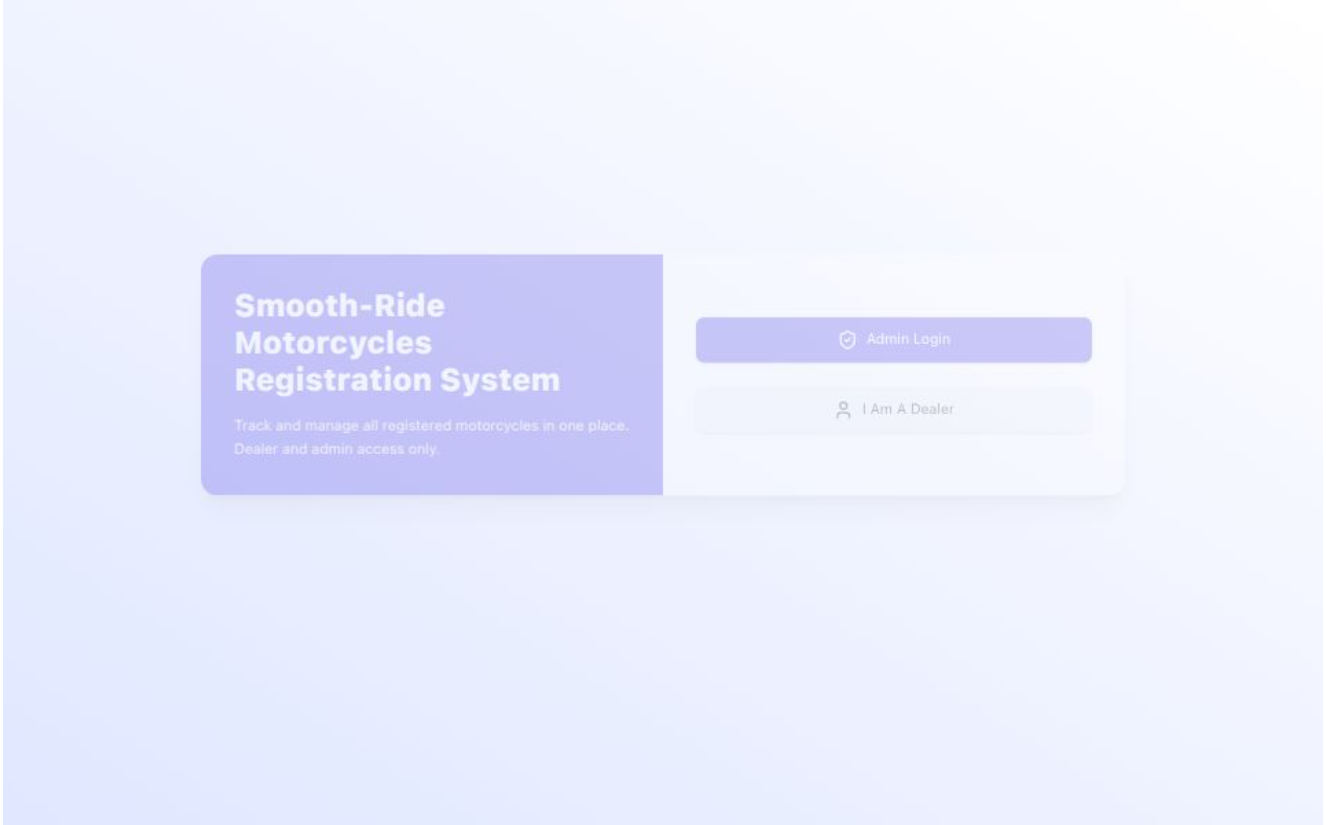 Smooth-Ride
Motorcycles
Registration System
Track and manage all registered motorcycles in one place.
Dealer and admin access only.
Admin Login
I Am A Dealer